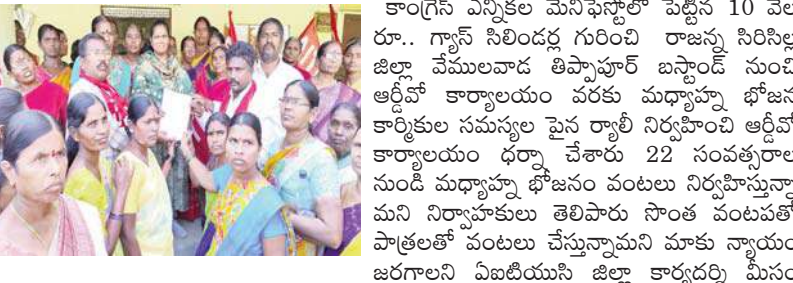 కాంగ్రెస్ ఎన్నికల మేనిఫెస్టోలో పెట్టిన 10 వేల
రూ.. గ్యాస్ సిలిండర్ల గురించి రాజన్న సిరిసిల్ల
జిల్లా వేములవాడ తిప్పాపూర్ బస్టాండ్ నుంచి
ఆర్డీవో కార్యాలయం వరకు మధ్యాహ్న భోజన
కార్మికుల సమస్యల పైన ర్యాలీ నిర్వహించి ఆర్డీవో
కార్యాలయం ధర్నా చేశారు 22 సంవత్సరాల
నుండి మధ్యాహ్న భోజనం వంటలు నిర్వహిస్తున్నా
మని నిర్వాహకులు తెలిపారు సొంత వంటపతో
పాత్రలతో వంటలు చేస్తున్నామని మాకు న్యాయం
జరగాలని ఏఐటియుసి జిల్లా కార్యదర్శి మీసం